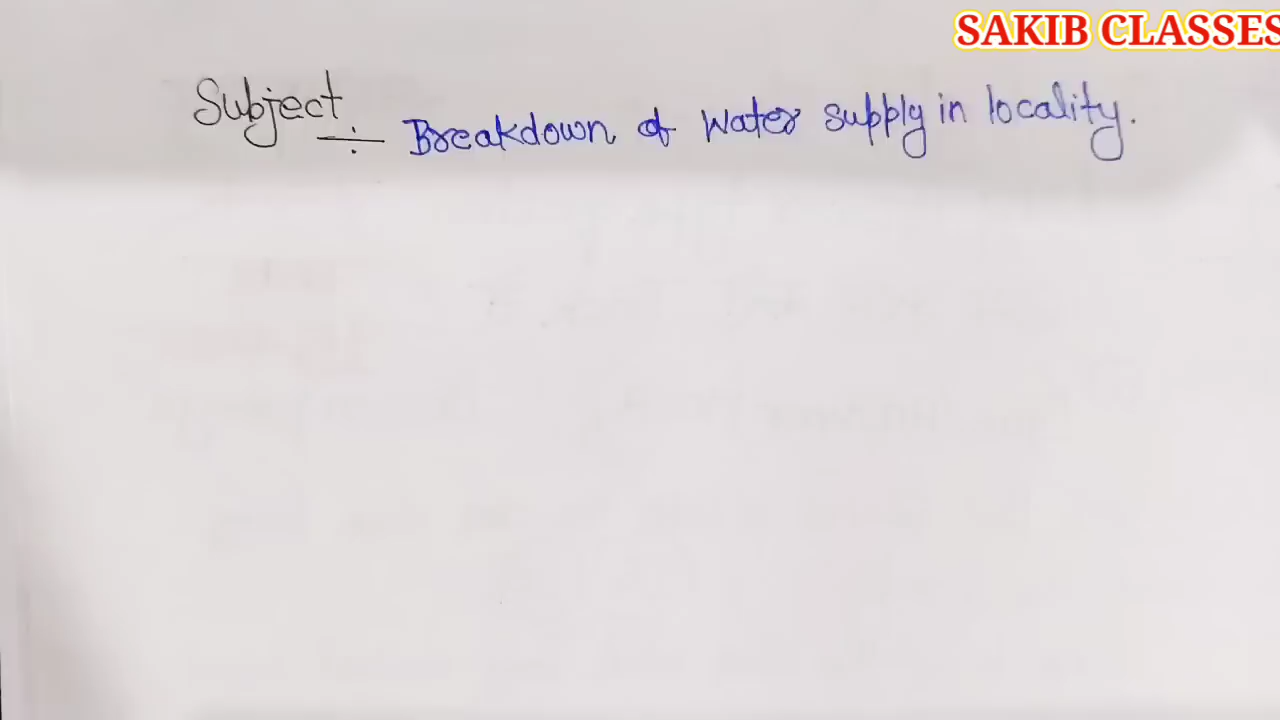 SAKIB CLASSES
Subject ÷ Breakdown of Water supply in locality.